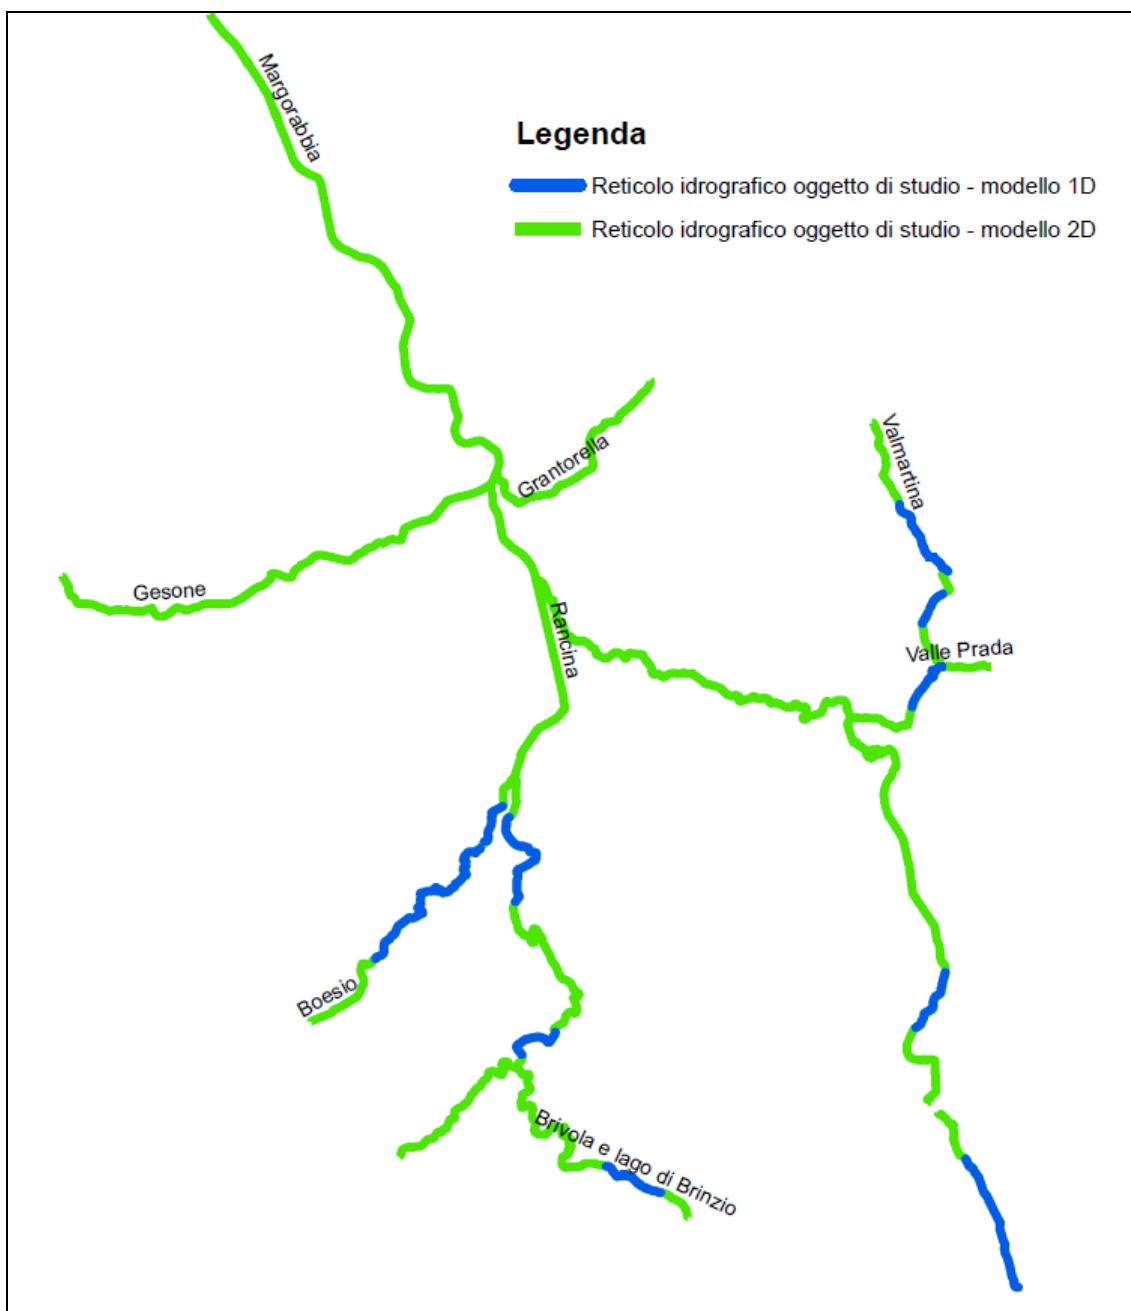 Margorabbia
Legenda
Reticolo idrografico oggetto di studio - modello 1D
Reticolo idrografico oggetto di studio - modello 2D
Grantorella
Valmartina
Gesone
Rancina
Valle Prada
Boesio
Brivola e lago di Brinzio